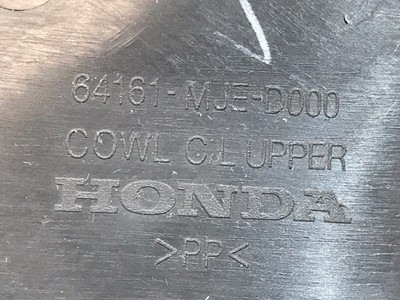 64161-MJE-D000
COWL C.L UPPER
HONDA
>PP<